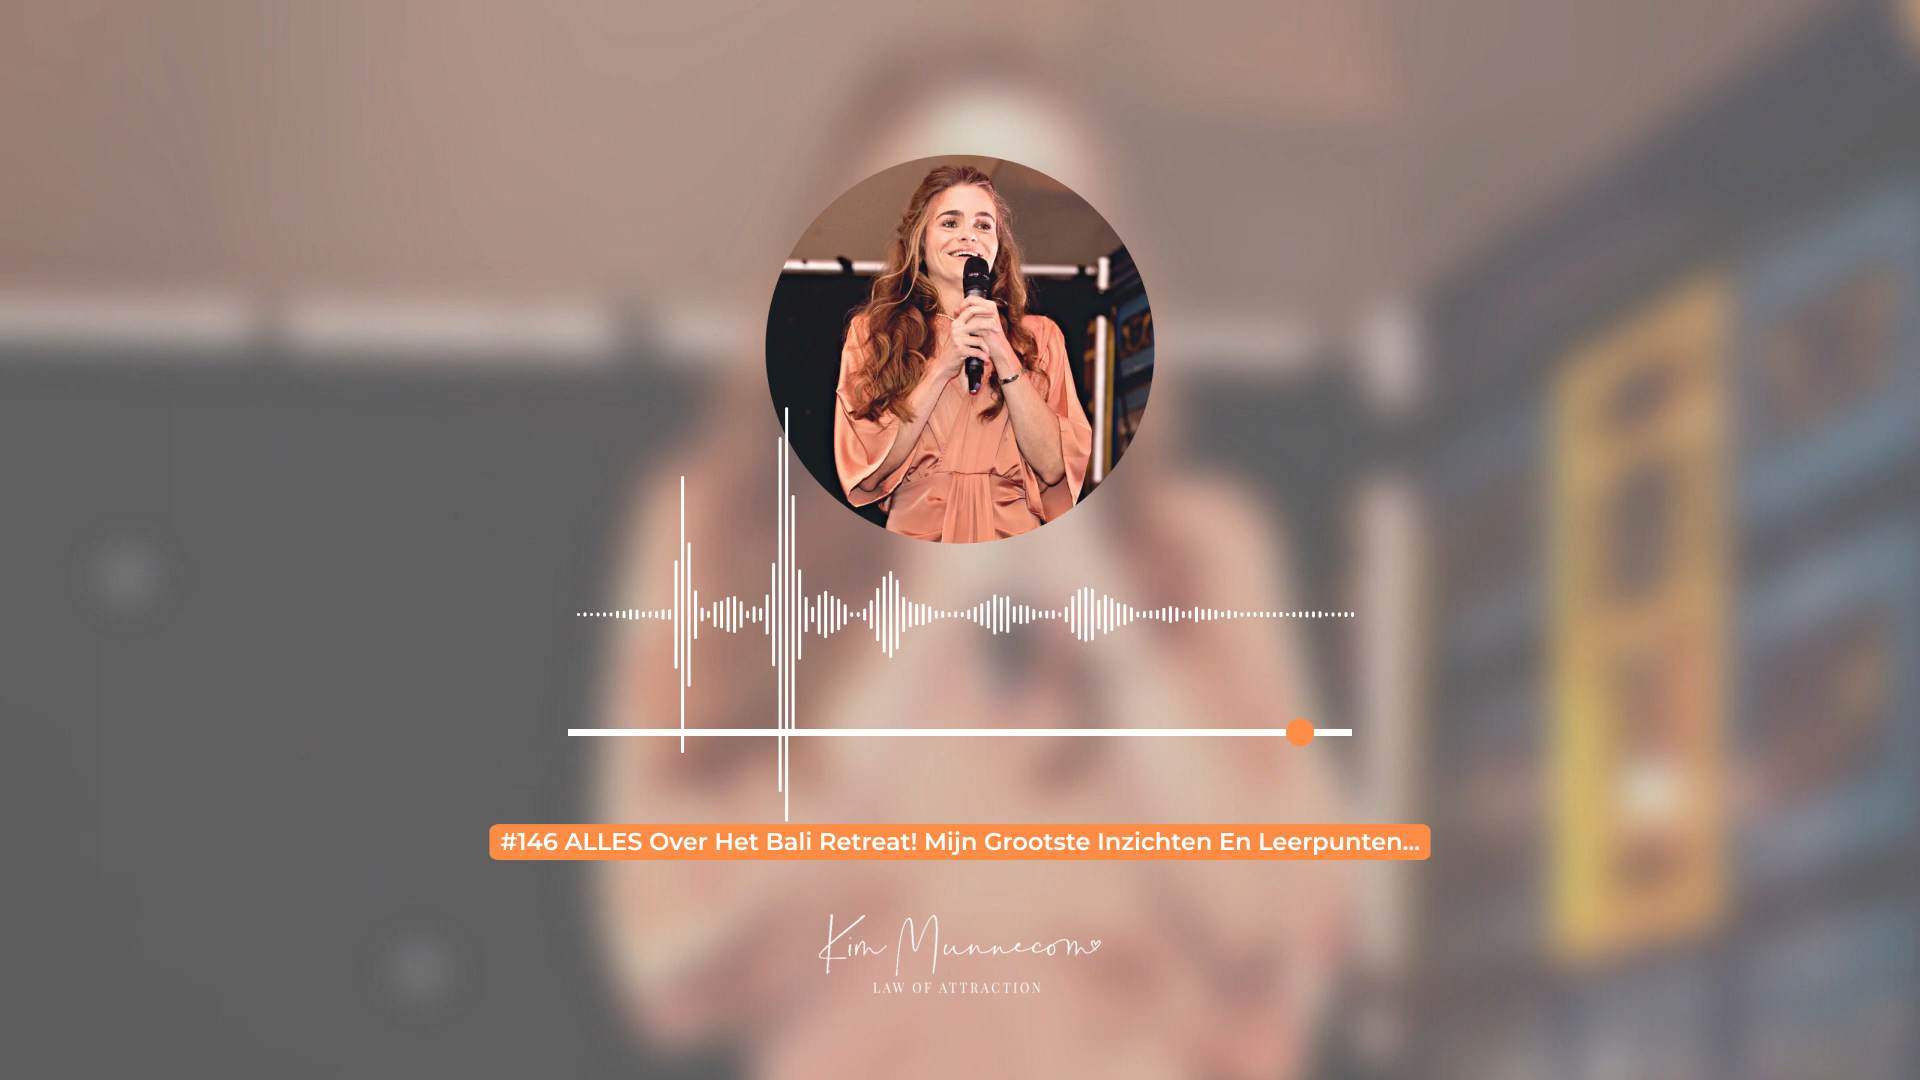 #146 ALLES Over Het Bali Retreat! Mijn Grootste Inzichten En Leerpunten...
Kim Munnecom
LAW OF ATTRACTION